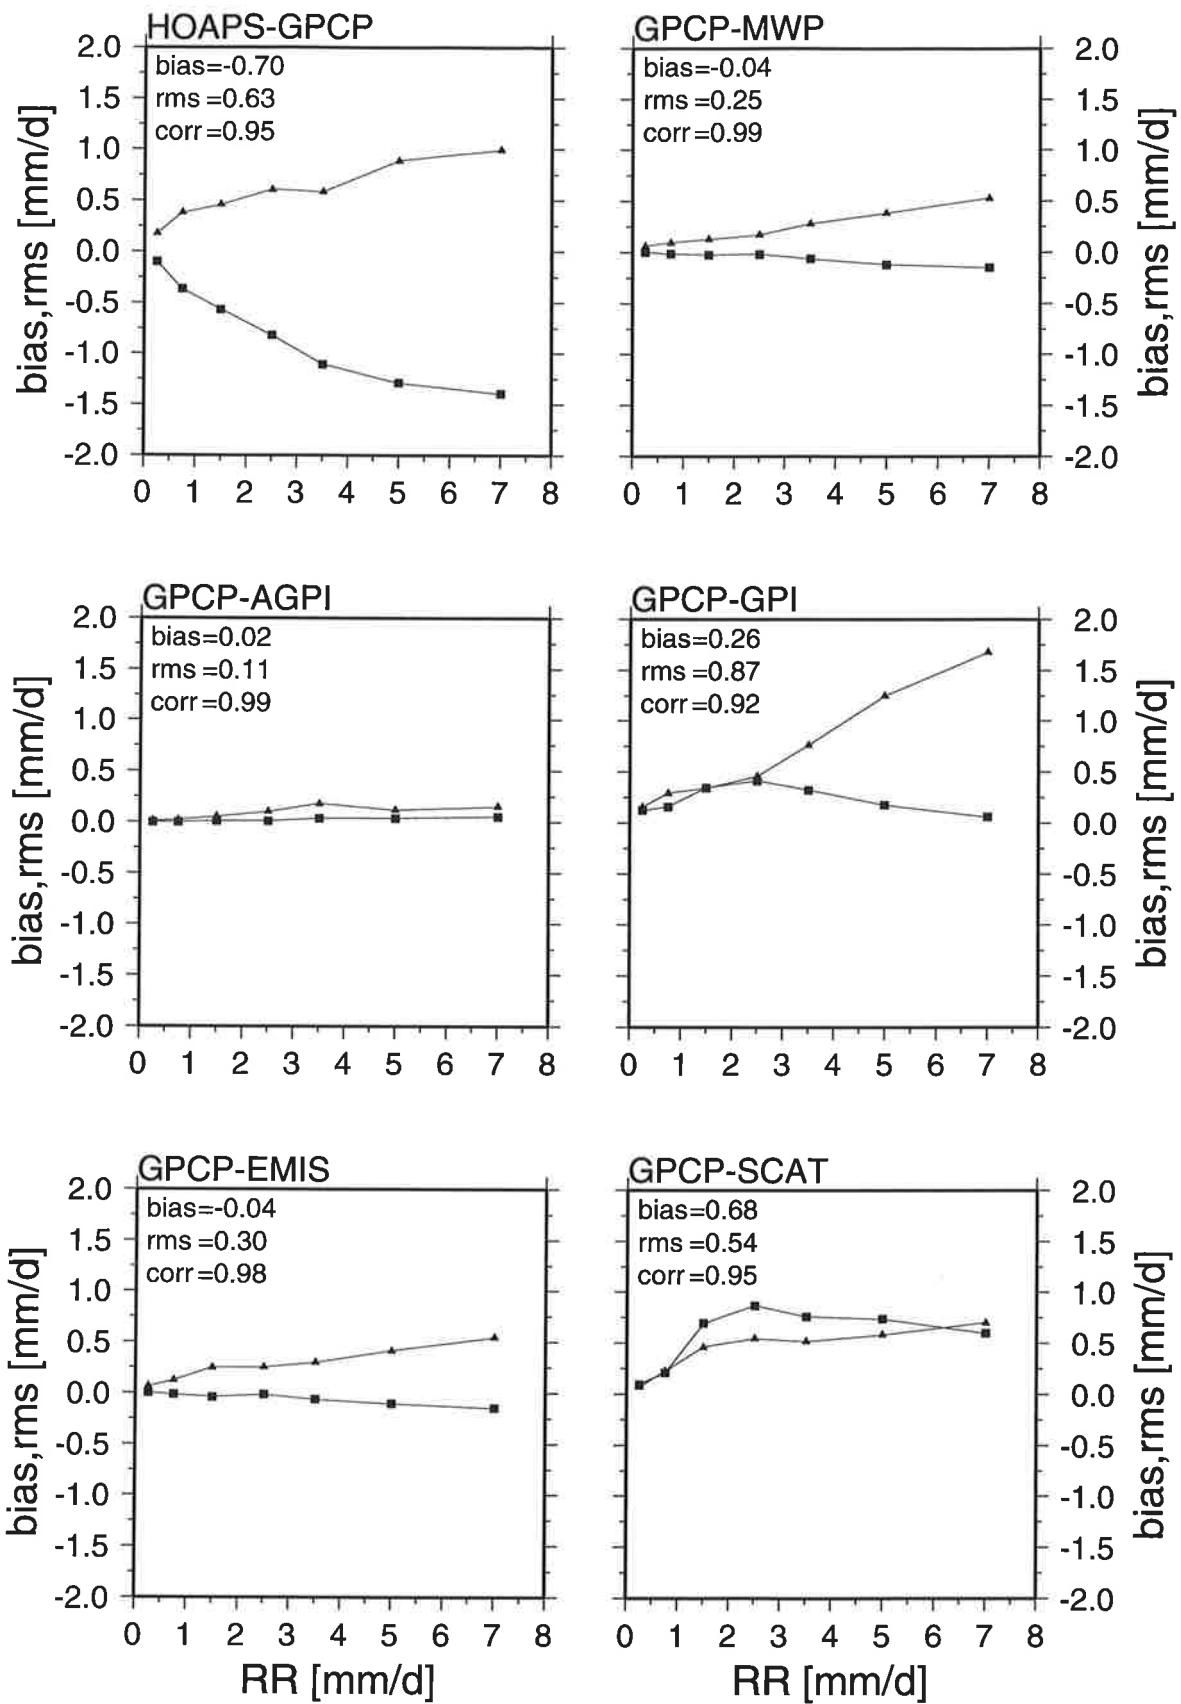 HOAPS-GPCP
bias=-0.70
rms =0.63
corr=0.95
2.0
1.5
1.0
0.5
0.0
-0.5
-1.0
-1.5
-2.0
bias,rms [mm/d]
0 1 2 3 4 5 6 7 8
GPCP-MWP
bias=-0.04
rms =0.25
corr=0.99
2.0
1.5
1.0
0.5
0.0
-0.5
-1.0
-1.5
-2.0
bias,rms [mm/d]
0 1 2 3 4 5 6 7 8
GPCP-AGPI
bias=0.02
rms =0.11
corr=0.99
2.0
1.5
1.0
0.5
0.0
-0.5
-1.0
-1.5
-2.0
bias,rms [mm/d]
0 1 2 3 4 5 6 7 8
GPCP-GPI
bias=0.26
rms =0.87
corr=0.92
2.0
1.5
1.0
0.5
0.0
-0.5
-1.0
-1.5
-2.0
bias,rms [mm/d]
0 1 2 3 4 5 6 7 8
GPCP-EMIS
bias=-0.04
rms =0.30
corr=0.98
2.0
1.5
1.0
0.5
0.0
-0.5
-1.0
-1.5
-2.0
bias,rms [mm/d]
0 1 2 3 4 5 6 7 8
RR [mm/d]
GPCP-SCAT
bias=0.68
rms =0.54
corr=0.95
2.0
1.5
1.0
0.5
0.0
-0.5
-1.0
-1.5
-2.0
bias,rms [mm/d]
0 1 2 3 4 5 6 7 8
RR [mm/d]